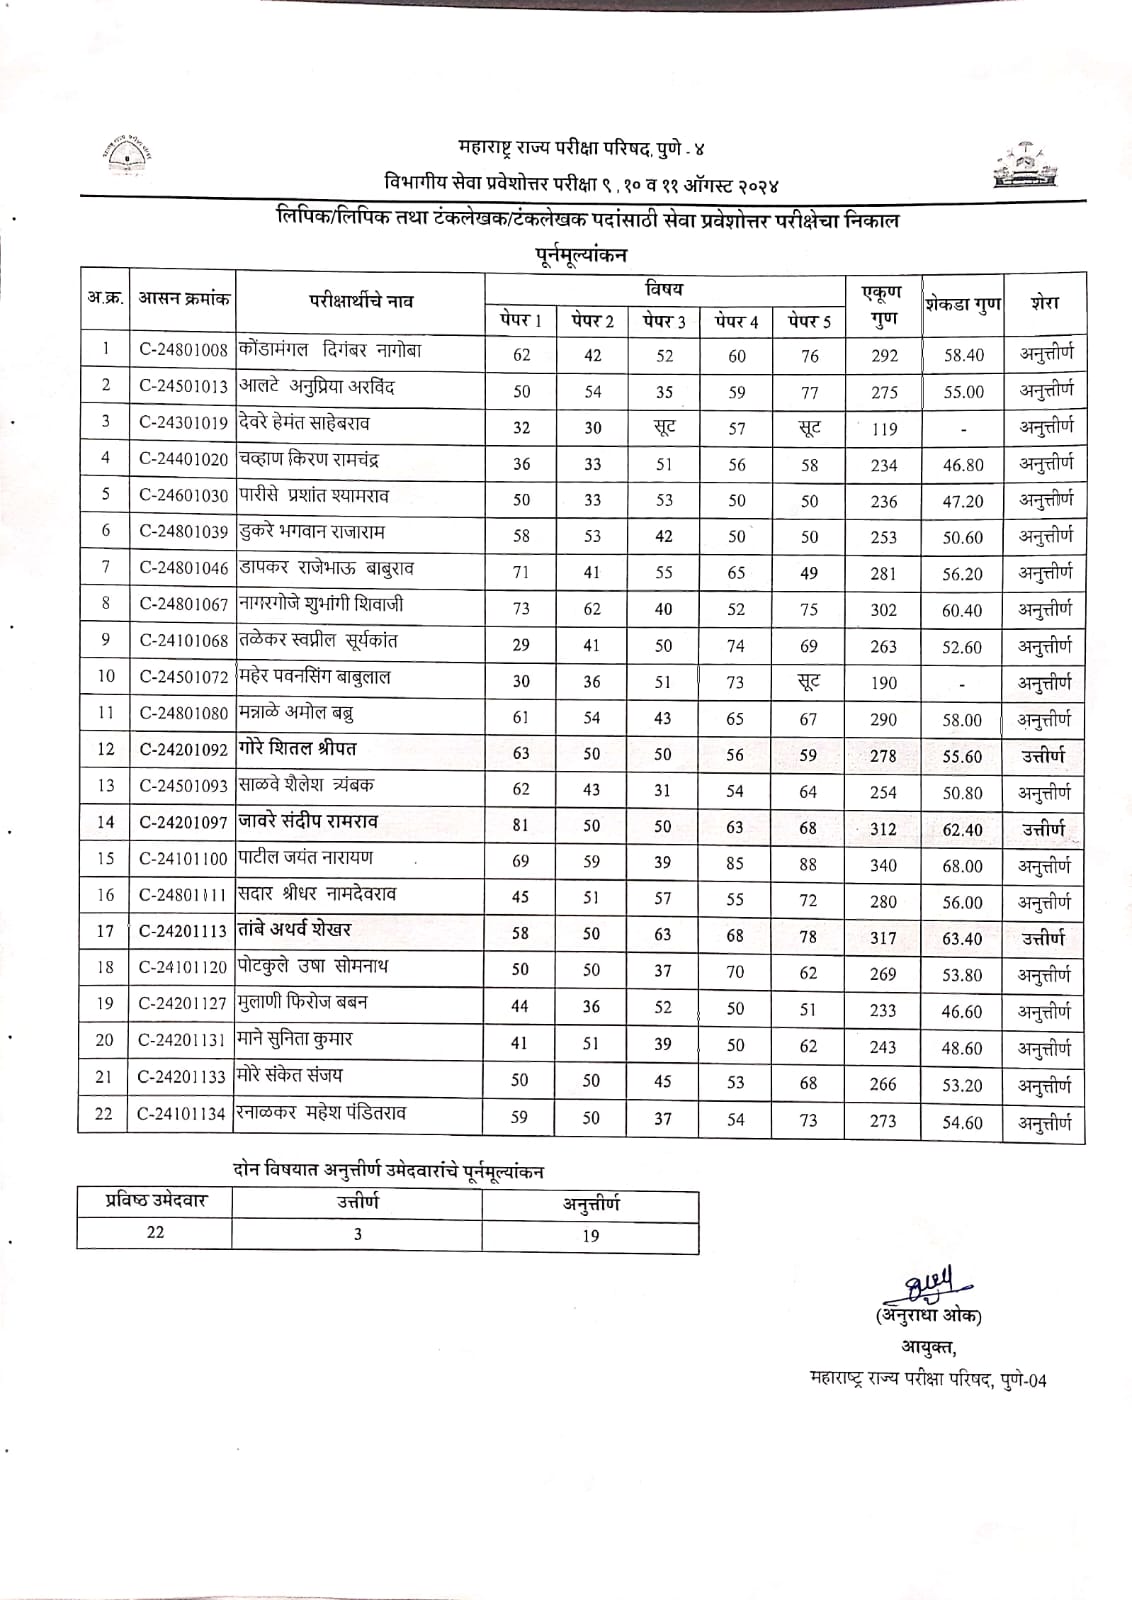 महाराष्ट्र राज्य परीक्षा परिषद, पुणे - ४
विभागीय सेवा प्रवेशोत्तर परीक्षा ९ , १० व ११ ऑगस्ट २०२४
लिपिक/लिपिक तथा टंकलेखक/टंकलेखक पदांसाठी सेवा प्रवेशोत्तर परीक्षेचा निकाल
पूर्नमूल्यांकन
अ.क्र. आसन क्रमांक परीक्षार्थीचे नाव विषय एकूण गुण शेकडा गुण शेरा
पेपर 1 पेपर 2 पेपर 3 पेपर 4 पेपर 5
1 C-24801008 कोंडामंगल दिगंबर नागोबा 62 42 52 60 76 292 58.40 अनुत्तीर्ण
2 C-24501013 आलटे अनुप्रिया अरविंद 50 54 35 59 77 275 55.00 अनुत्तीर्ण
3 C-24301019 देवरे हेमंत साहेबराव 32 30 सूट 57 सूट 119 - अनुत्तीर्ण
4 C-24401020 चव्हाण किरण रामचंद्र 36 33 51 56 58 234 46.80 अनुत्तीर्ण
5 C-24601030 पारीसे प्रशांत श्यामराव 50 33 53 50 50 236 47.20 अनुत्तीर्ण
6 C-24801039 डुकरे भगवान राजाराम 58 53 42 50 50 253 50.60 अनुत्तीर्ण
7 C-24801046 डापकर राजेभाऊ बाबुराव 71 41 55 65 49 281 56.20 अनुत्तीर्ण
8 C-24801067 नागरगोजे शुभांगी शिवाजी 73 62 40 52 75 302 60.40 अनुत्तीर्ण
9 C-24101068 तळेकर स्वप्नील सूर्यकांत 29 41 50 74 69 263 52.60 अनुत्तीर्ण
10 C-24501072 महेर पवनसिंग बाबुलाल 30 36 51 73 सूट 190 - अनुत्तीर्ण
11 C-24801080 मन्नाळे अमोल बब्रु 61 54 43 65 67 290 58.00 अनुत्तीर्ण
12 C-24201092 गोरे शितल श्रीपत 63 50 50 56 59 278 55.60 उत्तीर्ण
13 C-24501093 साळवे शैलेश त्र्यंबक 62 43 31 54 64 254 50.80 अनुत्तीर्ण
14 C-24201097 जावरे संदीप रामराव 81 50 50 63 68 312 62.40 उत्तीर्ण
15 C-24101100 पाटील जयंत नारायण 69 59 39 85 88 340 68.00 अनुत्तीर्ण
16 C-24801111 सदार श्रीधर नामदेवराव 45 51 57 55 72 280 56.00 अनुत्तीर्ण
17 C-24201113 तांबे अथर्व शेखर 58 50 63 68 78 317 63.40 उत्तीर्ण
18 C-24101120 पोटकुले उषा सोमनाथ 50 50 37 70 62 269 53.80 अनुत्तीर्ण
19 C-24201127 मुलाणी फिरोज बबन 44 36 52 50 51 233 46.60 अनुत्तीर्ण
20 C-24201131 माने सुनिता कुमार 41 51 39 50 62 243 48.60 अनुत्तीर्ण
21 C-24201133 मोरे संकेत संजय 50 50 45 53 68 266 53.20 अनुत्तीर्ण
22 C-24101134 रनाळकर महेश पंडितराव 59 50 37 54 73 273 54.60 अनुत्तीर्ण
दोन विषयात अनुत्तीर्ण उमेदवारांचे पूर्नमूल्यांकन
प्रविष्ठ उमेदवार उत्तीर्ण अनुत्तीर्ण
22 3 19
(अनुराधा ओक)
आयुक्त,
महाराष्ट्र राज्य परीक्षा परिषद, पुणे-04